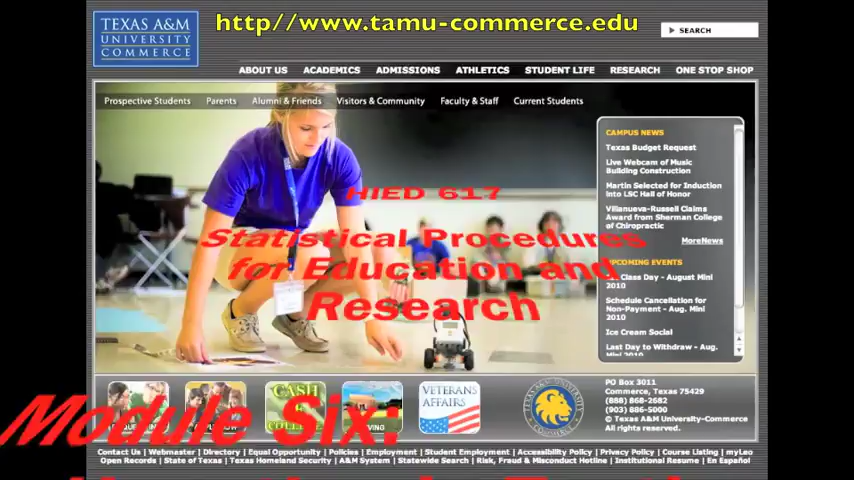 http//www.tamu-commerce.edu
TEXAS A&M
UNIVERSITY
COMMERCE
SEARCH
ABOUT US ACADEMICS ADMISSIONS ATHLETICS STUDENT LIFE RESEARCH ONE STOP SHOP
Prospective Students Parents Alumni & Friends Visitors & Community Faculty & Staff Current Students
CAMPUS NEWS
Texas Budget Request
Live Webcam of Music
Building Construction
Martin Selected for Induction
into LSC Hall of Honor
Villanueva-Russell Claims
Award from Sherman College
of Chiropractic
MoreNews
UPCOMING EVENTS
Class Day - August Mini
2010
Schedule Cancellation for
Non-Payment - Aug. Mini
2010
Ice Cream Social
Last Day to Withdraw - Aug.
Mini 2010
HIED 617
Statistical Procedures
for Education and
Research
CASH
COLLEGE
VETERANS
AFFAIRS
PO Box 3011
Commerce, Texas 75429
(888) 868-2682
(903) 886-5000
© Texas A&M University-Commerce
All rights reserved.
Module Six:
Contact Us | Webmaster | Directory | Equal Opportunity | Policies | Employment | Student Employment | Accessibility Policy | Privacy Policy | Course Listing | myLeo
Open Records | State of Texas | Texas Homeland Security | A&M System | Statewide Search | Risk, Fraud & Misconduct Hotline | Institutional Resume | En Español